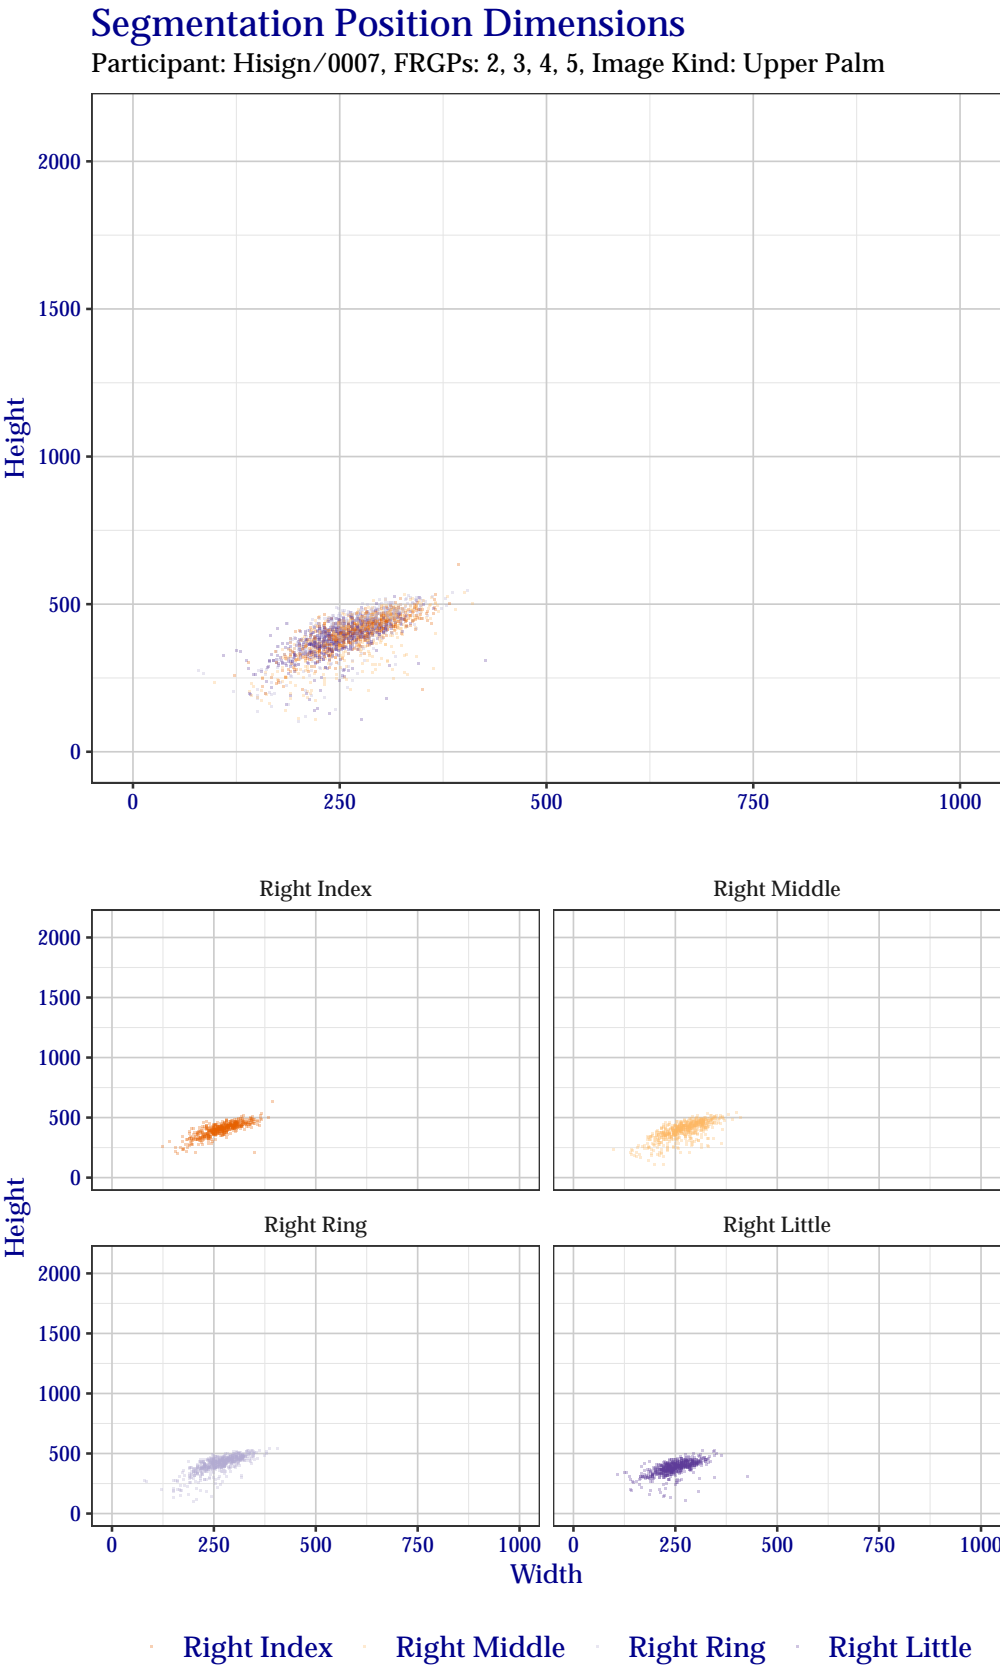 Segmentation Position Dimensions
Participant: Hisign/0007, FRGPs: 2, 3, 4, 5, Image Kind: Upper Palm
2000
1500
1000
500
0
Height
0 250 500 750 1000
Right Index Right Middle
2000
1500
1000
500
0
Right Ring Right Little
2000
1500
1000
500
0
Height
0 250 500 750 1000 0 250 500 750 1000
Width
Right Index Right Middle Right Ring Right Little